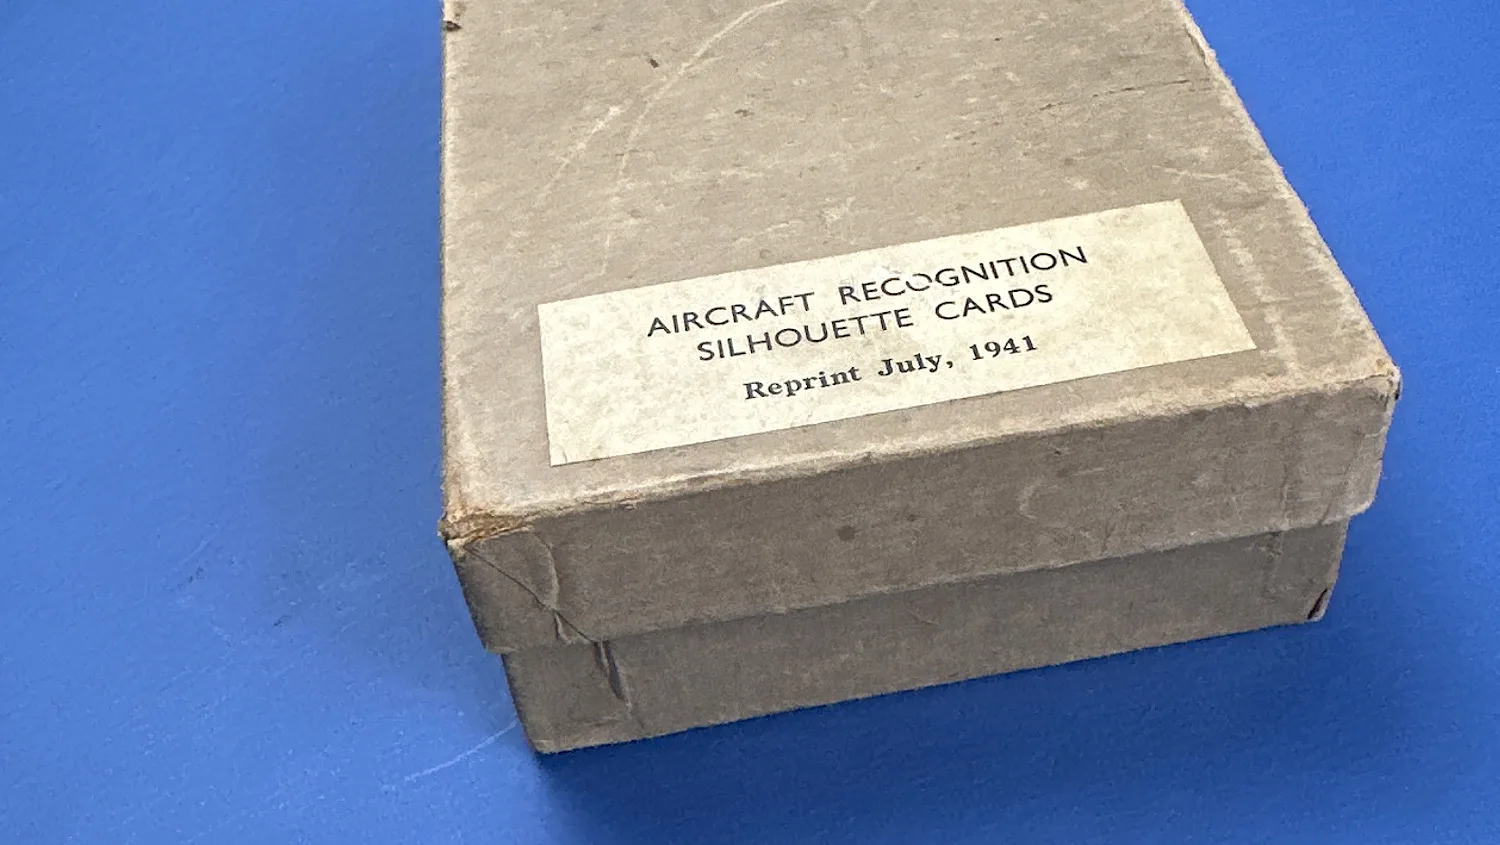 AIRCRAFT RECOGNITION
SILHOUETTE CARDS
Reprint July, 1941